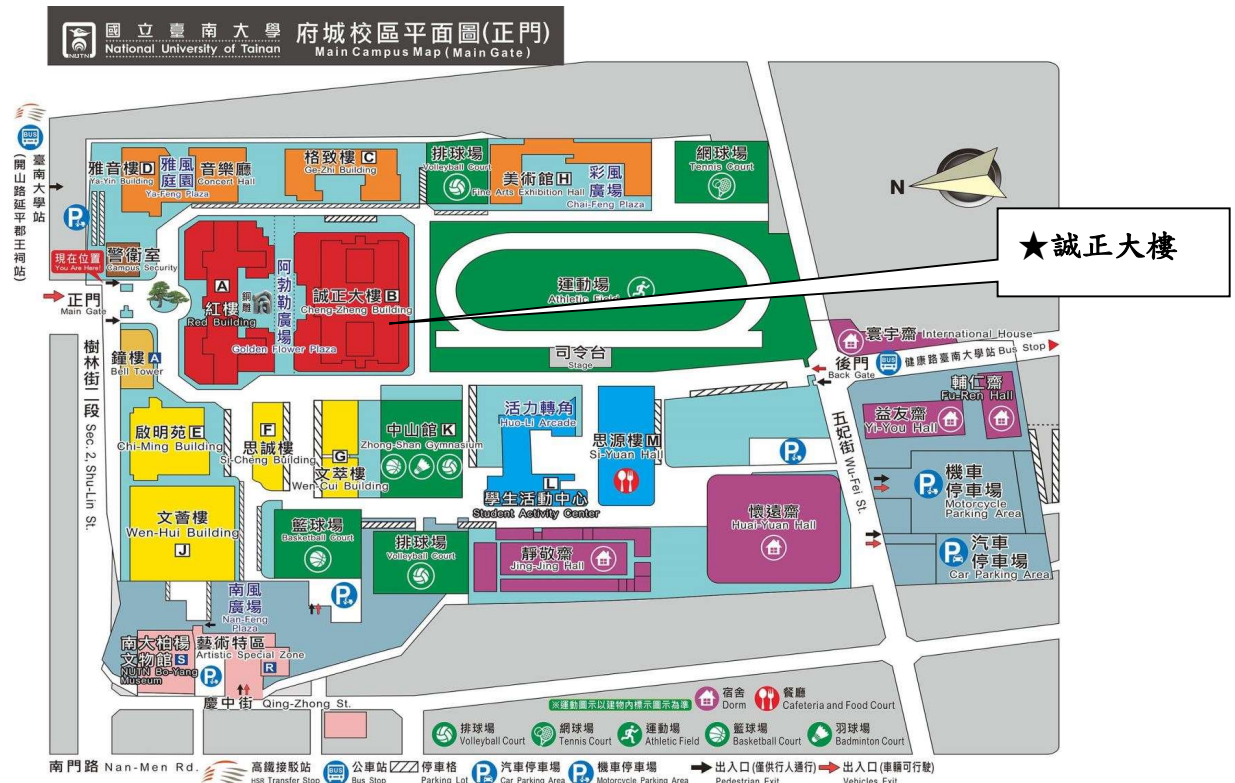 國立臺南大學
National University of Tainan
NUTN
府城校區平面圖(正門)
Main Campus Map (Main Gate)
BUS
臺南大學站
(開山路延平郡王祠站)
雅音樓 D
Ya-Yin Building
雅風庭園
Ya-Feng Plaza
音樂廳
Concert Hall
格致樓 C
Ge-Zhi Building
排球場
Volleyball Court
美術館 H
Fine Arts Exhibition Hall
彩風廣場
Chai-Feng Plaza
網球場
Tennis Court
N
★誠正大樓
P
現在位置
You Are Here!
警衛室
Campus Security
正門
Main Gate
A
紅樓
Red Building
銅雕
阿勃勒廣場
Golden Flower Plaza
誠正大樓 B
Cheng-Zheng Building
運動場
Athletic Field
司令台
Stage
寰宇齋 International House
後門
Back Gate
BUS
健康路臺南大學站 Bus Stop
鐘樓 A
Bell Tower
樹林街二段 Sec. 2, Shu-Lin St.
啟明苑 E
Chi-Ming Building
F
思誠樓
Si-Cheng Building
G
文萃樓
Wen-Cui Building
中山館 K
Zhong-Shan Gymnasium
活力轉角
Huo-Li Arcade
思源樓 M
Si-Yuan Hall
L
學生活動中心
Student Activity Center
P
五妃街 Wu-Fei St.
輔仁齋
Fu-Ren Hall
益友齋
Yi-You Hall
P
機車停車場
Motorcycle Parking Area
P
汽車停車場
Car Parking Area
文薈樓
Wen-Hui Building
J
籃球場
Basketball Court
排球場
Volleyball Court
靜敬齋
Jing-Jing Hall
懷遠齋
Huai-Yuan Hall
P
南風廣場
Nan-Feng Plaza
南大柏楊文物館 S
NUTN Bo-Yang Museum
藝術特區
Artistic Special Zone
R
P
慶中街 Qing-Zhong St.
南門路 Nan-Men Rd.
※運動圖示以建物內標示圖示為準
宿舍
Dorm
餐廳
Cafeteria and Food Court
排球場
Volleyball Court
網球場
Tennis Court
運動場
Athletic Field
籃球場
Basketball Court
羽球場
Badminton Court
高鐵接駁站
HSR Transfer Stop
BUS
公車站
Bus Stop
停車格
Parking Lot
P
汽車停車場
Car Parking Area
P
機車停車場
Motorcycle Parking Area
出入口(僅供行人通行)
Pedestrian Exit
出入口(車輛可行駛)
Vehicles Exit